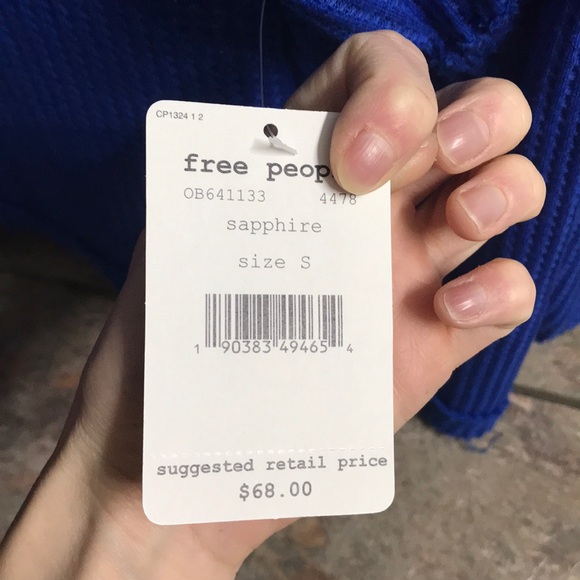 CP1324 1 2
free peop
OB641133 4478
sapphire
size S
1 90383 49465 4
suggested retail price
$68.00